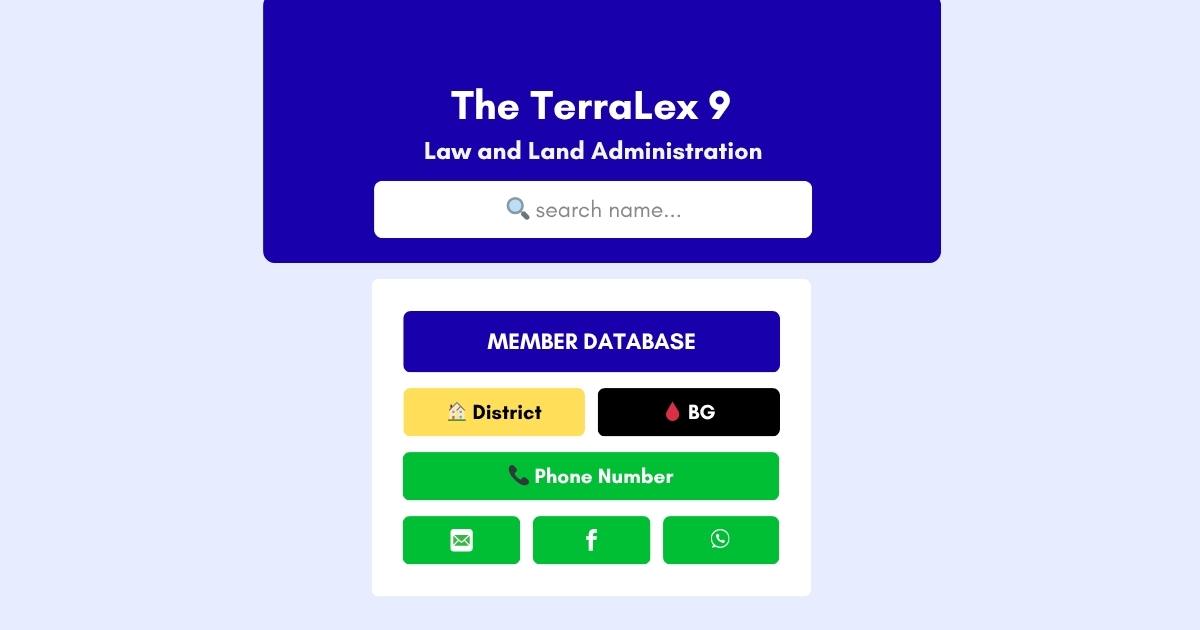 The TerraLex 9
Law and Land Administration
🔍 search name...
MEMBER DATABASE
🏠 District
🩸 BG
📞 Phone Number